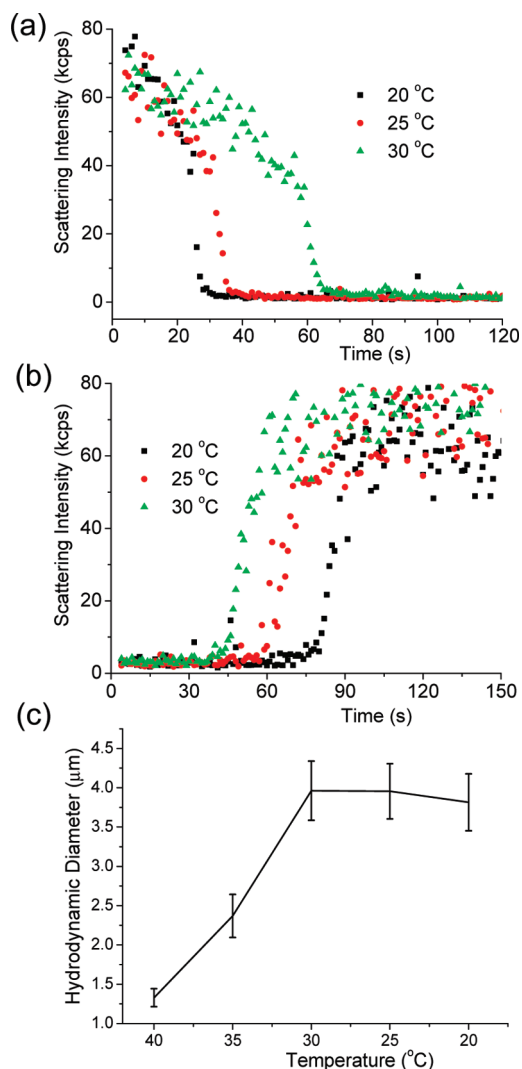 (a)
80
60
40
20
0
Scattering Intensity (kcps)
20 °C
25 °C
30 °C
0 20 40 60 80 100 120
Time (s)
(b)
80
60
40
20
0
Scattering Intensity (kcps)
20 °C
25 °C
30 °C
0 30 60 90 120 150
Time (s)
(c)
4.5
4.0
3.5
3.0
2.5
2.0
1.5
1.0
Hydrodynamic Diameter (μm)
40 35 30 25 20
Temperature (°C)